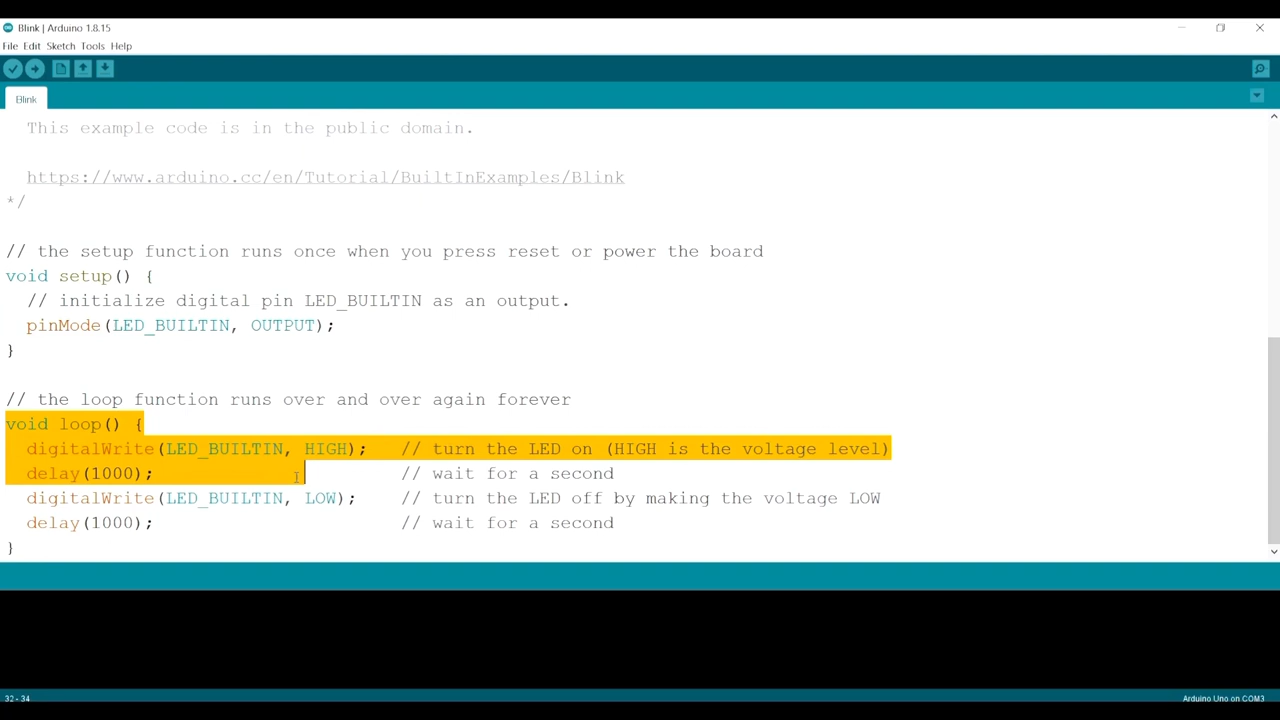 Blink | Arduino 1.8.15
File Edit Sketch Tools Help
Blink
This example code is in the public domain.
https://www.arduino.cc/en/Tutorial/BuiltInExamples/Blink
*/
// the setup function runs once when you press reset or power the board
void setup() {
// initialize digital pin LED_BUILTIN as an output.
pinMode(LED_BUILTIN, OUTPUT);
}
// the loop function runs over and over again forever
void loop() {
digitalWrite(LED_BUILTIN, HIGH); // turn the LED on (HIGH is the voltage level)
delay(1000); // wait for a second
digitalWrite(LED_BUILTIN, LOW); // turn the LED off by making the voltage LOW
delay(1000); // wait for a second
}
32 - 34
Arduino Uno on COM3